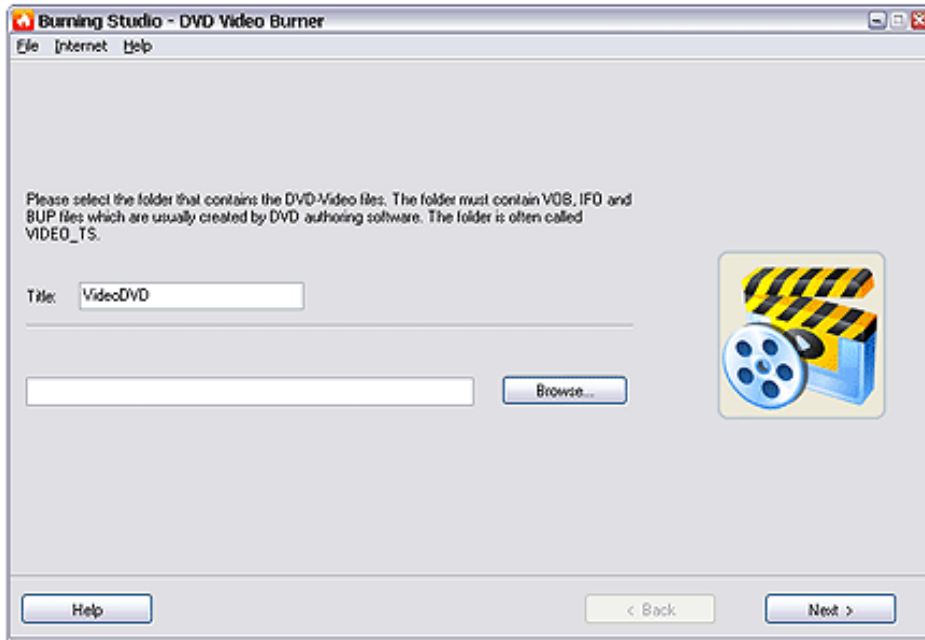 Burning Studio - DVD Video Burner
File Internet Help
Please select the folder that contains the DVD-Video files. The folder must contain VOB, IFO and
BUP files which are usually created by DVD authoring software. The folder is often called
VIDEO_TS.
Title: VideoDVD
Browse...
Help < Back Next >